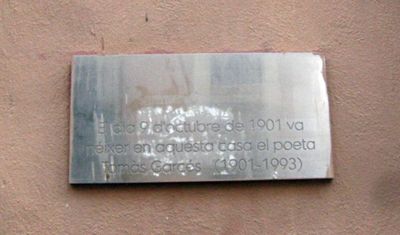 El dia 9 d'octubre de 1901 va
néixer en aquesta casa el poeta
Tomàs Garcés (1901-1993)